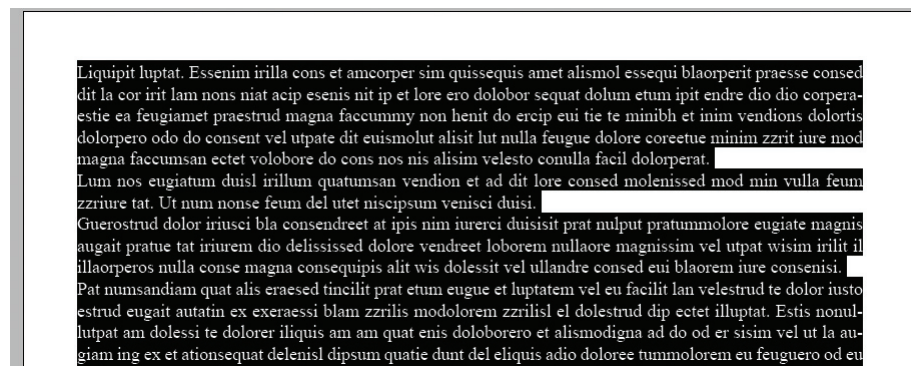 Liquipit luptat. Essenim irilla cons et amcorper sim quissequis amet alismol essequi blaorperit praesse consed
dit la cor irit lam nons niat acip esenis nit ip et lore ero dolobor sequat dolum etum ipit endre dio dio corpera-
estie ea feugiamet praestrud magna faccummy non henit do ercip eui tie te minibh et inim vendions dolortis
dolorpero odo do consent vel utpate dit euismolut alisit lut nulla feugue dolore coreetue minim zzrit iure mod
magna faccumsan ectet volobore do cons nos nis alisim velesto conulla facil dolorperat.
Lum nos eugiatum duisl irillum quatumsan vendion et ad dit lore consed molenissed mod min vulla feum
zzriure tat. Ut num nonse feum del utet niscipsum venisci duisi.
Guerostrud dolor iriusci bla consendreet at ipis nim iurerci duisisit prat nulput pratummolore eugiate magnis
augait pratue tat iriurem dio delississed dolore vendreet loborem nullaore magnissim vel utpat wisim irilit il
illaorperos nulla conse magna consequipis alit wis dolessit vel ullandre consed eui blaorem iure consenisi.
Pat numsandiam quat alis eraesed tincilit prat etum eugue et luptatem vel eu facilit lan velestrud te dolor iusto
estrud eugait autatin ex exeraessi blam zzrilis modolorem zzrilisl el dolestrud dip ectet illuptat. Estis nonul-
lutpat am dolessi te dolorer iliquis am am quat enis doloborero et alismodigna ad do od er sisim vel ut la au-
giam ing ex et ationsequat delenisl dipsum quatie dunt del eliquis adio doloree tummolorem eu feuguero od eu